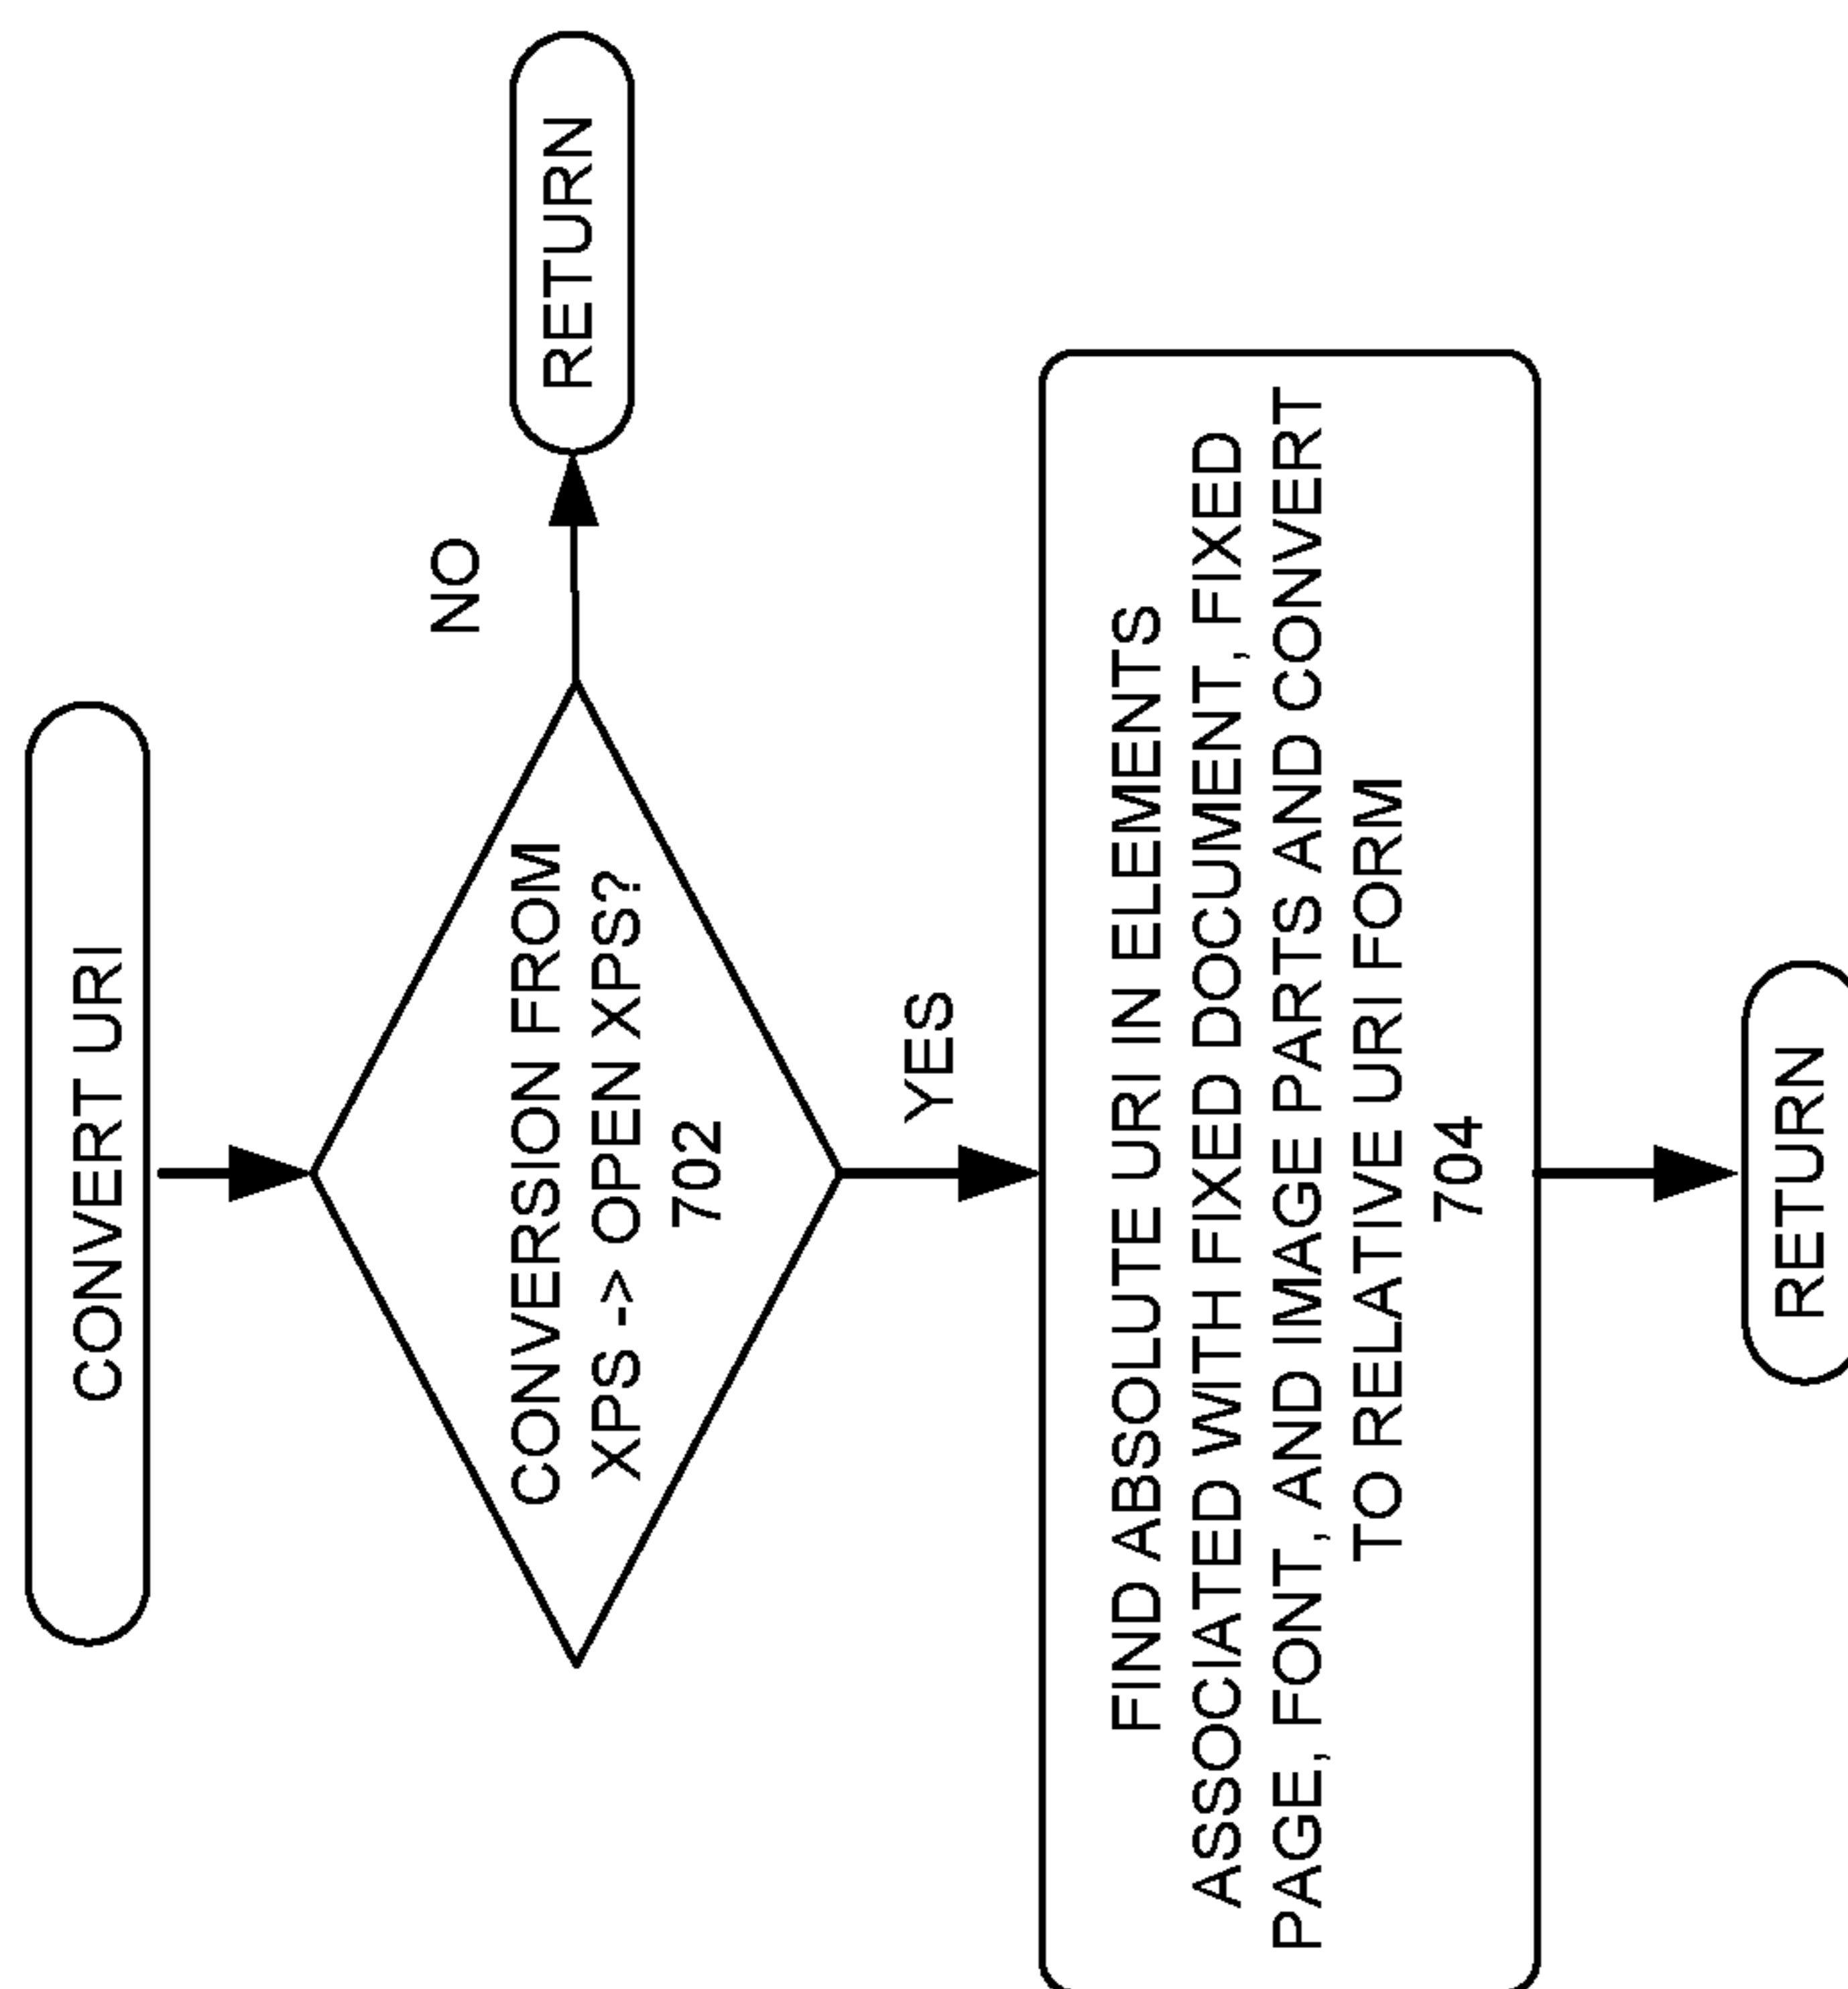 CONVERT URI
CONVERSION FROM
XPS -> OPEN XPS?
702
NO
RETURN
YES
FIND ABSOLUTE URI IN ELEMENTS
ASSOCIATED WITH FIXED DOCUMENT, FIXED
PAGE, FONT, AND IMAGE PARTS AND CONVERT
TO RELATIVE URI FORM
704
RETURN